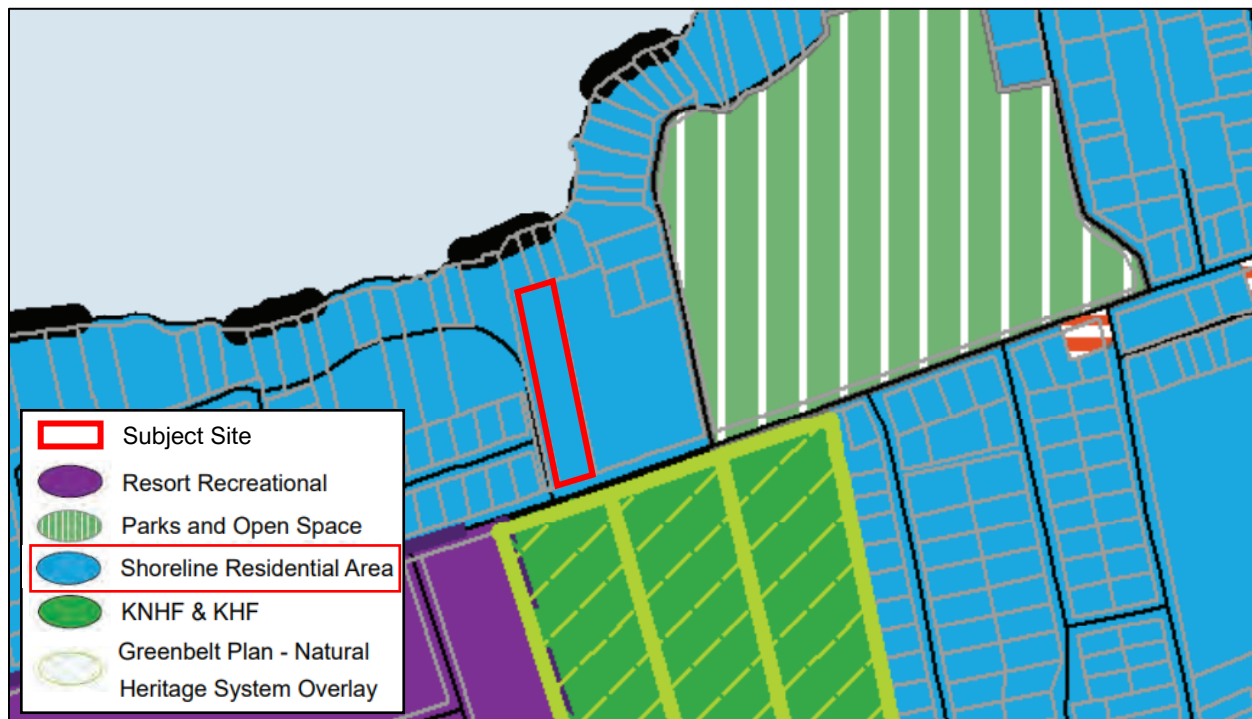 Subject Site
Resort Recreational
Parks and Open Space
Shoreline Residential Area
KNHF & KHF
Greenbelt Plan - Natural
Heritage System Overlay